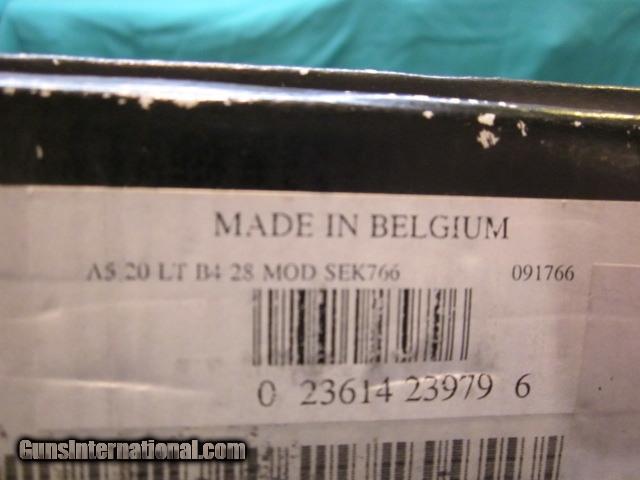 MADE IN BELGIUM
A5 20 LT B4 28 MOD SEK766 091766
0 23614 23979 6
GunsInternational.com